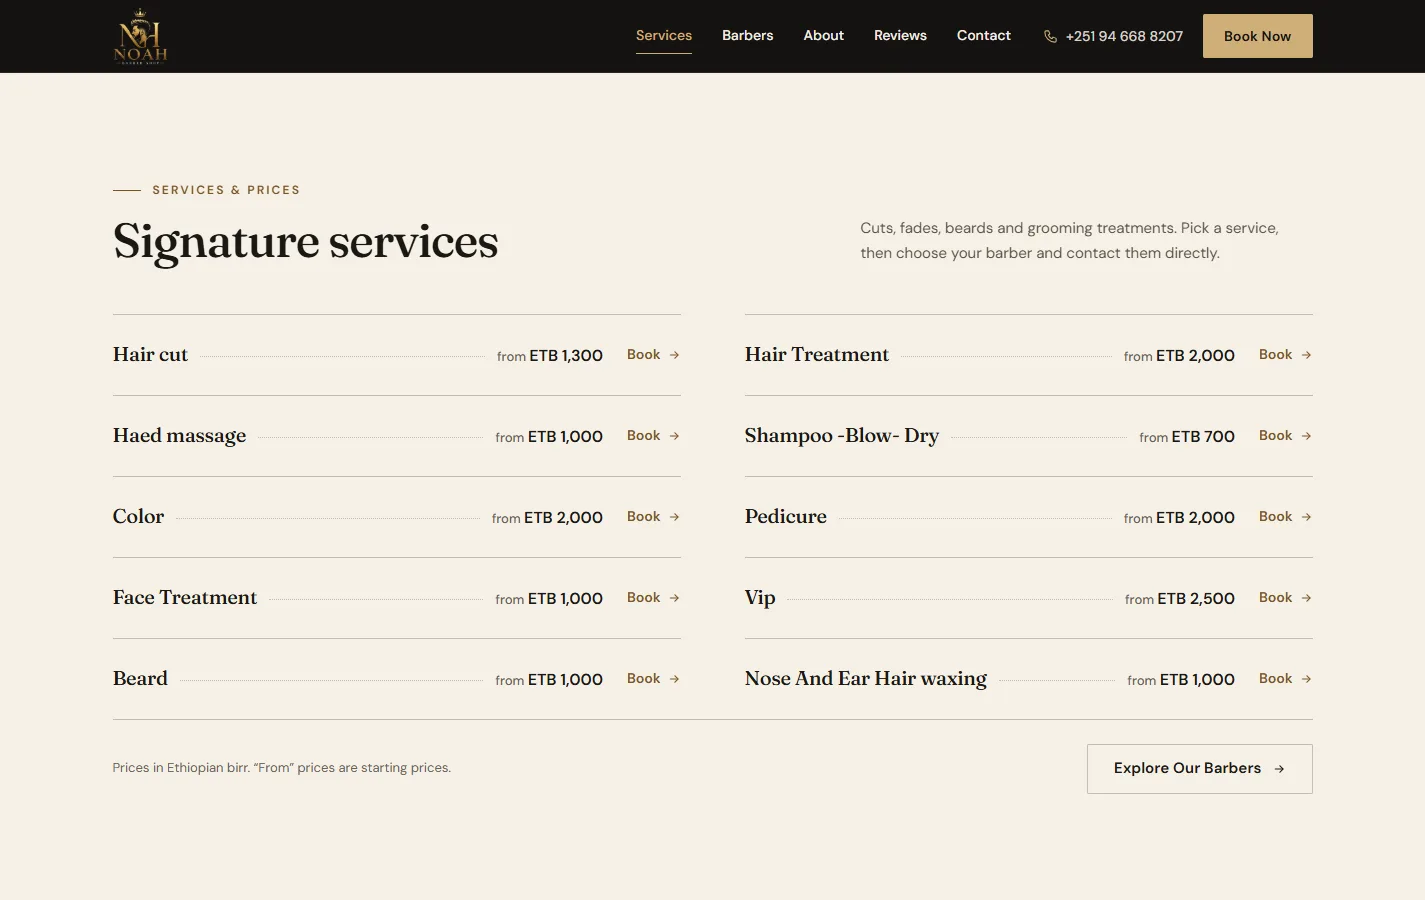 NH
NOAH
Services Barbers About Reviews Contact +251 94 668 8207 Book Now
SERVICES & PRICES
Signature services
Cuts, fades, beards and grooming treatments. Pick a service,
then choose your barber and contact them directly.
Hair cut from ETB 1,300 Book →
Hair Treatment from ETB 2,000 Book →
Haed massage from ETB 1,000 Book →
Shampoo -Blow- Dry from ETB 700 Book →
Color from ETB 2,000 Book →
Pedicure from ETB 2,000 Book →
Face Treatment from ETB 1,000 Book →
Vip from ETB 2,500 Book →
Beard from ETB 1,000 Book →
Nose And Ear Hair waxing from ETB 1,000 Book →
Prices in Ethiopian birr. “From” prices are starting prices.
Explore Our Barbers →